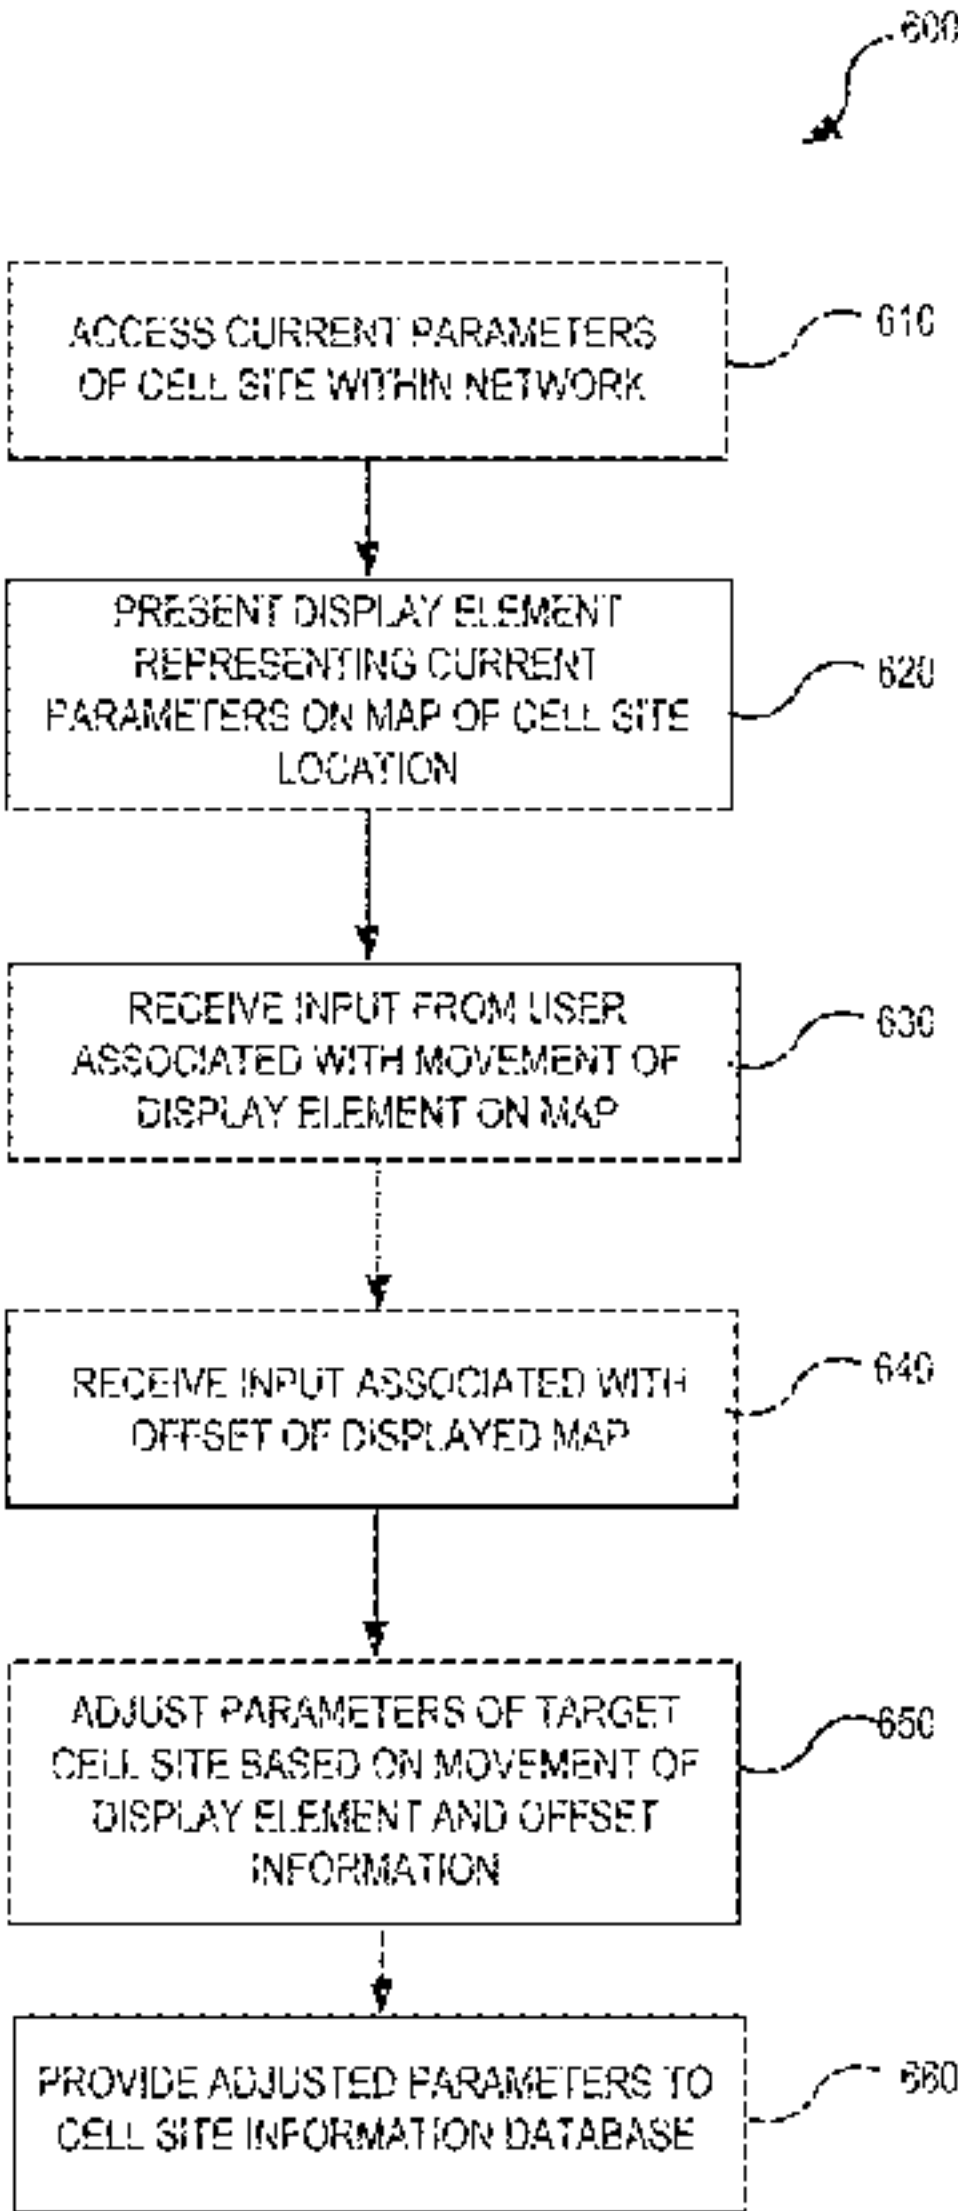 600
ACCESS CURRENT PARAMETERS
OF CELL SITE WITHIN NETWORK
610
PRESENT DISPLAY ELEMENT
REPRESENTING CURRENT
PARAMETERS ON MAP OF CELL SITE
LOCATION
620
RECEIVE INPUT FROM USER
ASSOCIATED WITH MOVEMENT OF
DISPLAY ELEMENT ON MAP
630
RECEIVE INPUT ASSOCIATED WITH
OFFSET OF DISPLAYED MAP
640
ADJUST PARAMETERS OF TARGET
CELL SITE BASED ON MOVEMENT OF
DISPLAY ELEMENT AND OFFSET
INFORMATION
650
PROVIDE ADJUSTED PARAMETERS TO
CELL SITE INFORMATION DATABASE
660